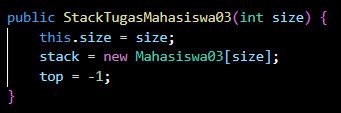 public StackTugasMahasiswa03(int size) {
    this.size = size;
    stack = new Mahasiswa03[size];
    top = -1;
}